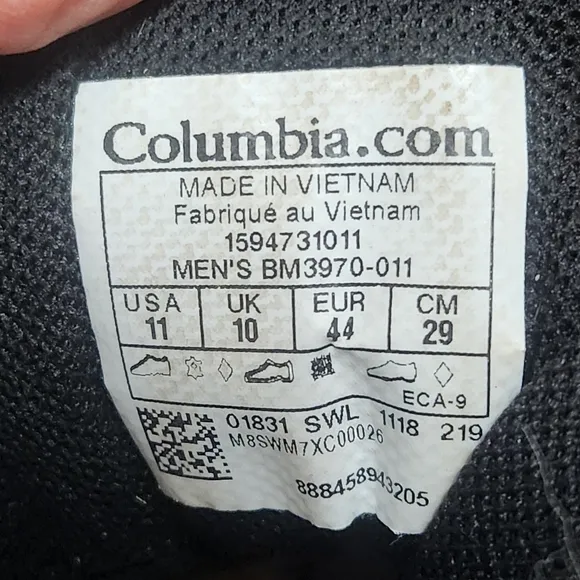 Columbia.com
MADE IN VIETNAM
Fabriqué au Vietnam
1594731011
MEN'S BM3970-011
USA UK EUR CM
11 10 44 29
ECA-9
01831 SWL 1118 219
M8SWM7XC00026
888458943205